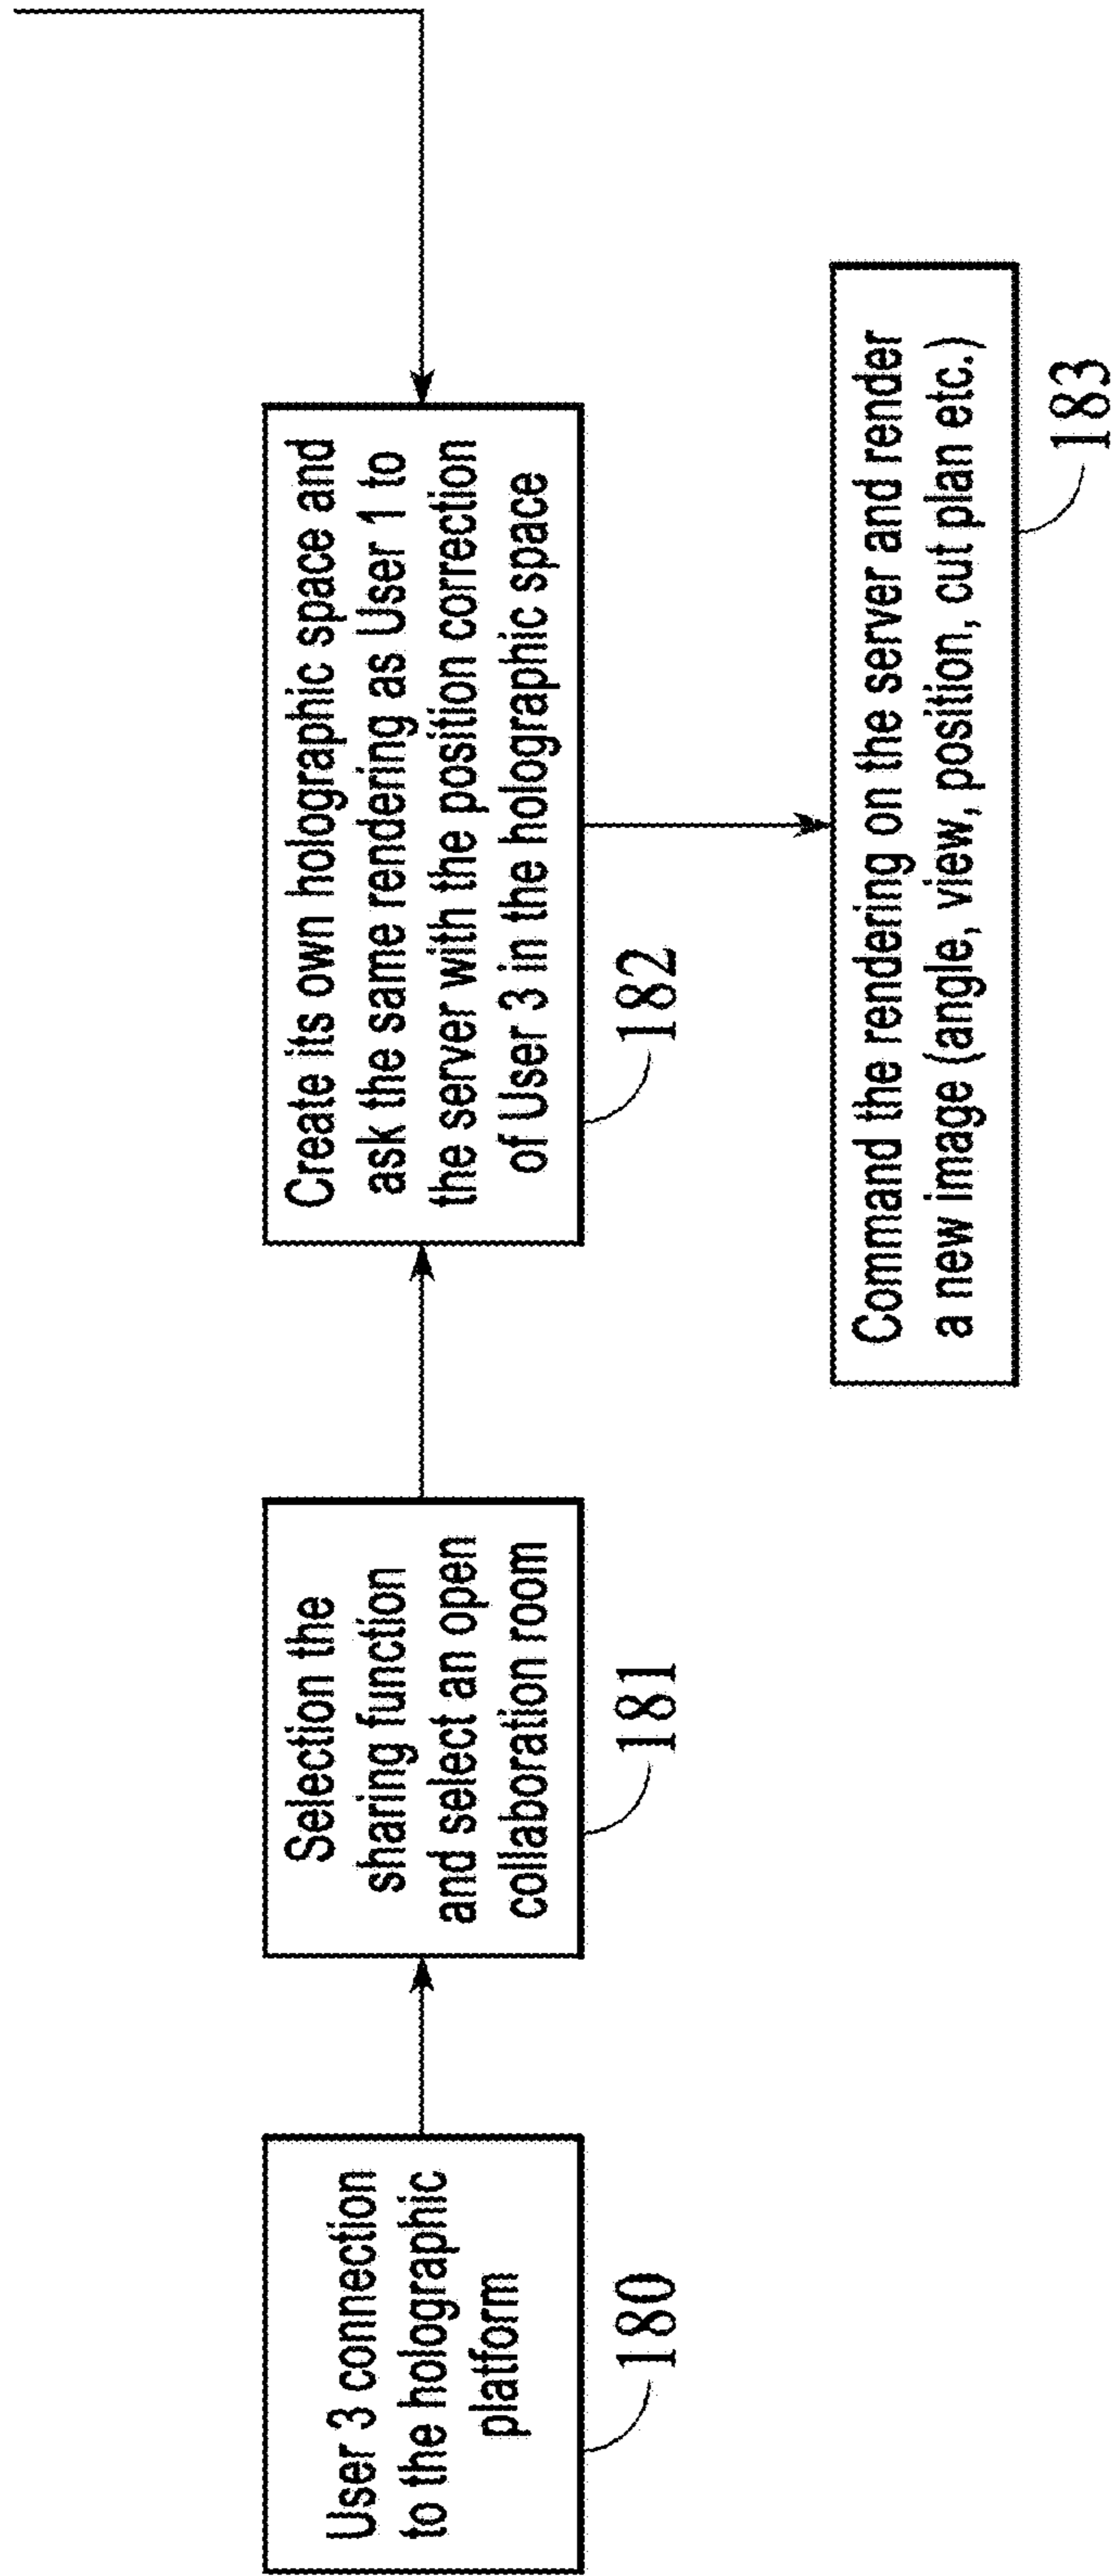 User 3 connection
to the holographic
platform
180
Selection the
sharing function
and select an open
collaboration room
181
Create its own holographic space and
ask the same rendering as User 1 to
the server with the position correction
of User 3 in the holographic space
182
Command the rendering on the server and render
a new image (angle, view, position, cut plan etc.)
183